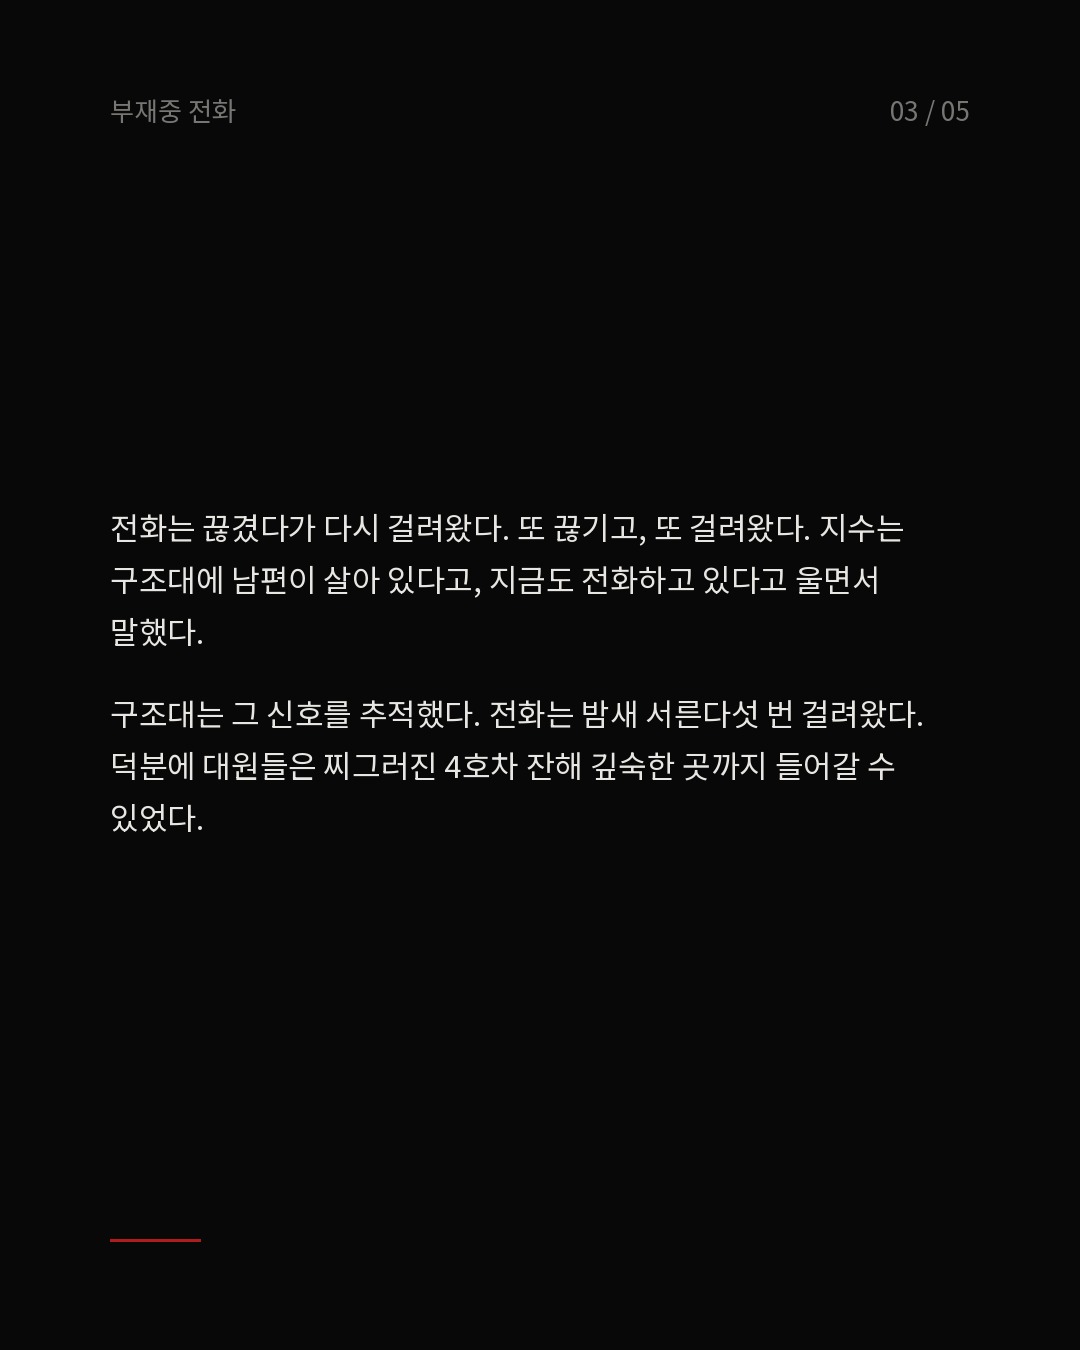 부재중 전화
03 / 05
전화는 끊겼다가 다시 걸려왔다. 또 끊기고, 또 걸려왔다. 지수는
구조대에 남편이 살아 있다고, 지금도 전화하고 있다고 울면서
말했다.
구조대는 그 신호를 추적했다. 전화는 밤새 서른다섯 번 걸려왔다.
덕분에 대원들은 찌그러진 4호차 잔해 깊숙한 곳까지 들어갈 수
있었다.